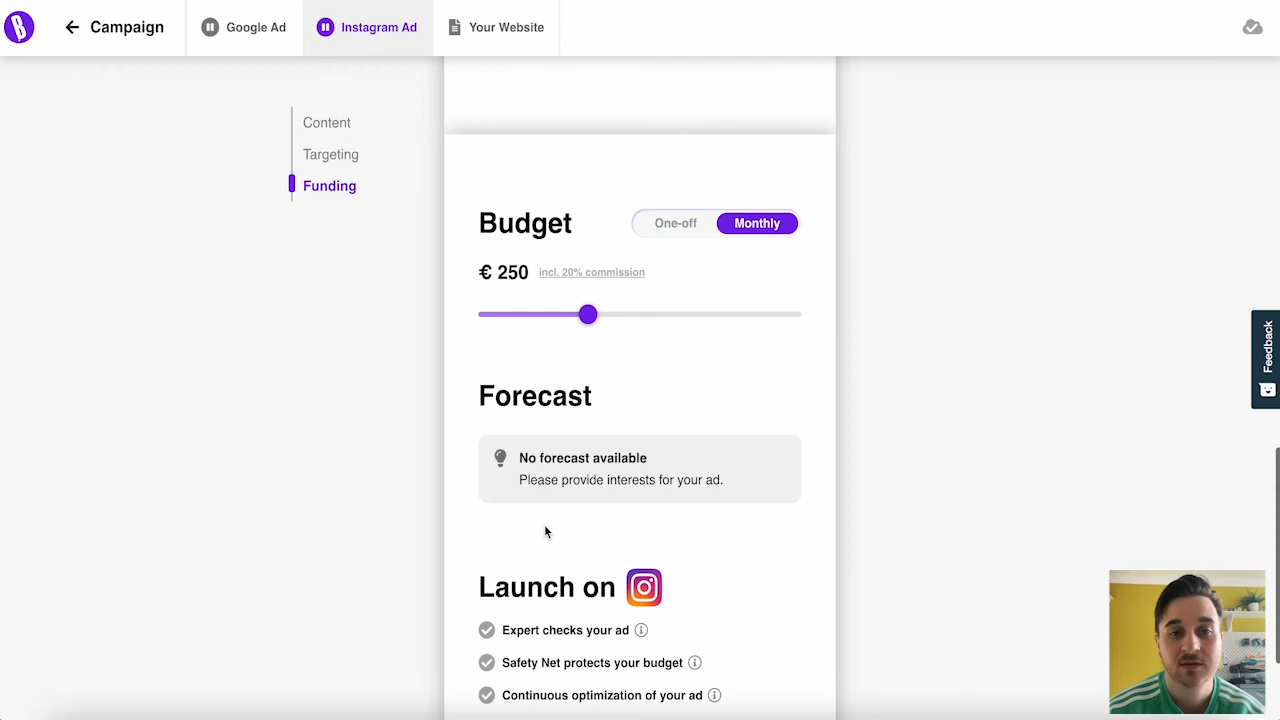 Campaign
Google Ad
Instagram Ad
Your Website
Content
Targeting
Funding
Budget
One-off
Monthly
€ 250 incl. 20% commission
Forecast
No forecast available
Please provide interests for your ad.
Launch on
Expert checks your ad
Safety Net protects your budget
Continuous optimization of your ad
Feedback